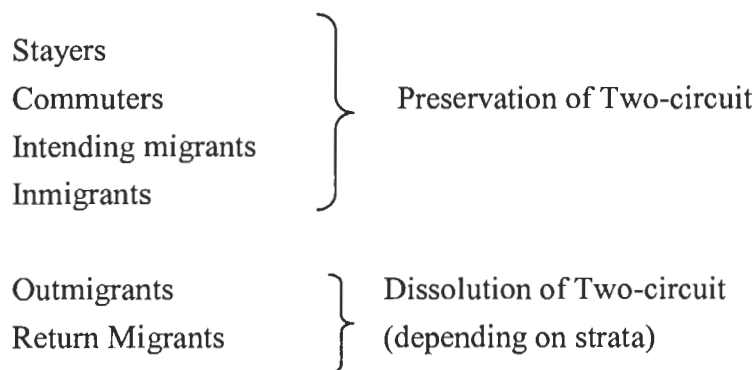 Stayers
Commuters
Preservation of Two-circuit
Intending migrants
Inmigrants
Outmigrants
Dissolution of Two-circuit
Return Migrants
(depending on strata)